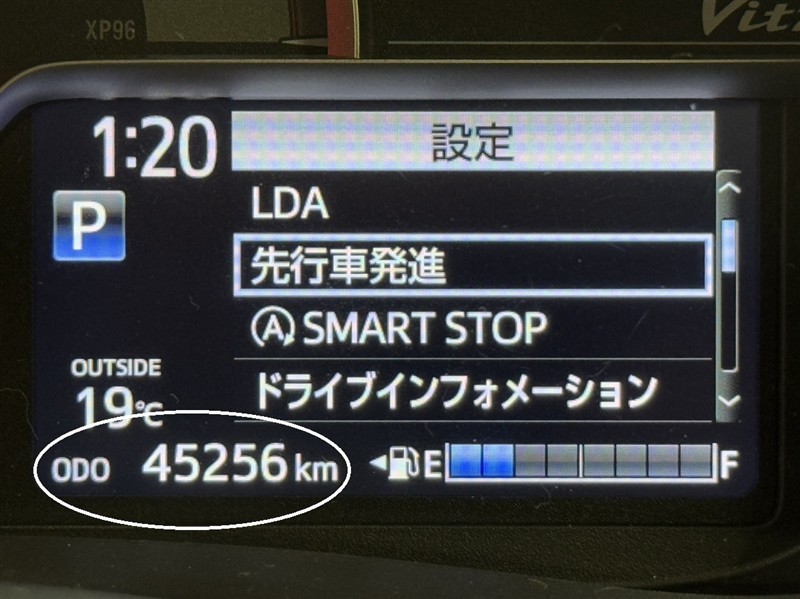 XP96
Vitz
1:20
設定
P
LDA
先行車発進
A SMART STOP
ドライブインフォメーション
OUTSIDE
19℃
ODO 45256 km
E F